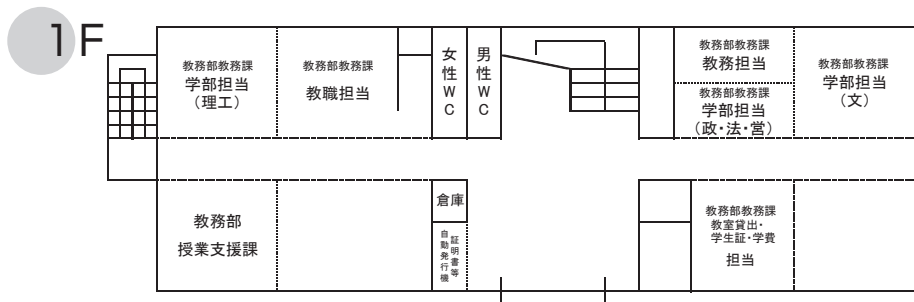 1F
教務部教務課
学部担当
（理工）
教務部教務課
教職担当
女性WC
男性WC
教務部教務課
教務担当
教務部教務課
学部担当
（政・法・営）
教務部教務課
学部担当
（文）
教務部
授業支援課
倉庫
証明書等
自動発行機
教務部教務課
教室貸出・
学生証・学費
担当